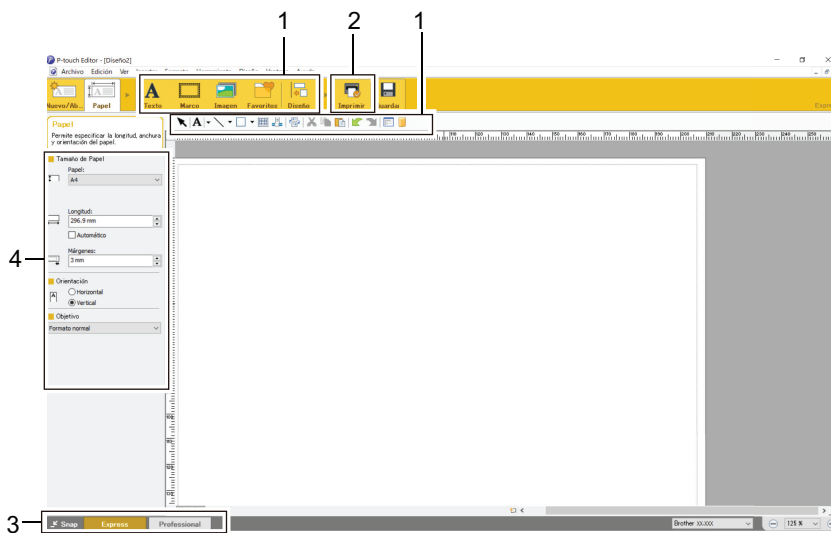 1 2 1
P-touch Editor - [Diseño2]
Archivo Edición Ver
Nuevo/Ab... Papel Texto Marco Imagen Favoritos Diseño Imprimir
Papel
Permite especificar la longitud, anchura
y orientación del papel.
Tamaño de Papel
Papel:
A4
Longitud:
296.9 mm
Automático
4
Márgenes:
3 mm
Orientación
Horizontal
Vertical
Objetivo
Formato normal
3 Snap Express Professional Brother XX-XXX 125 %